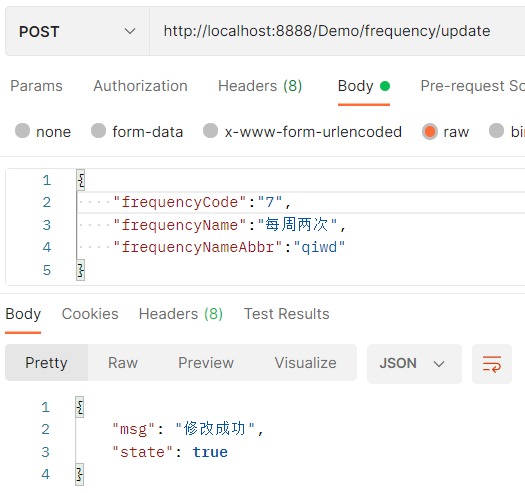 POST http://localhost:8888/Demo/frequency/update
Params Authorization Headers (8) Body Pre-request Sc
none form-data x-www-form-urlencoded raw bi
1 {
2 "frequencyCode":"7",
3 "frequencyName":"每周两次",
4 "frequencyNameAbbr":"qiwd"
5 }
Body Cookies Headers (8) Test Results
Pretty Raw Preview Visualize JSON
1 {
2 "msg": "修改成功",
3 "state": true
4 }